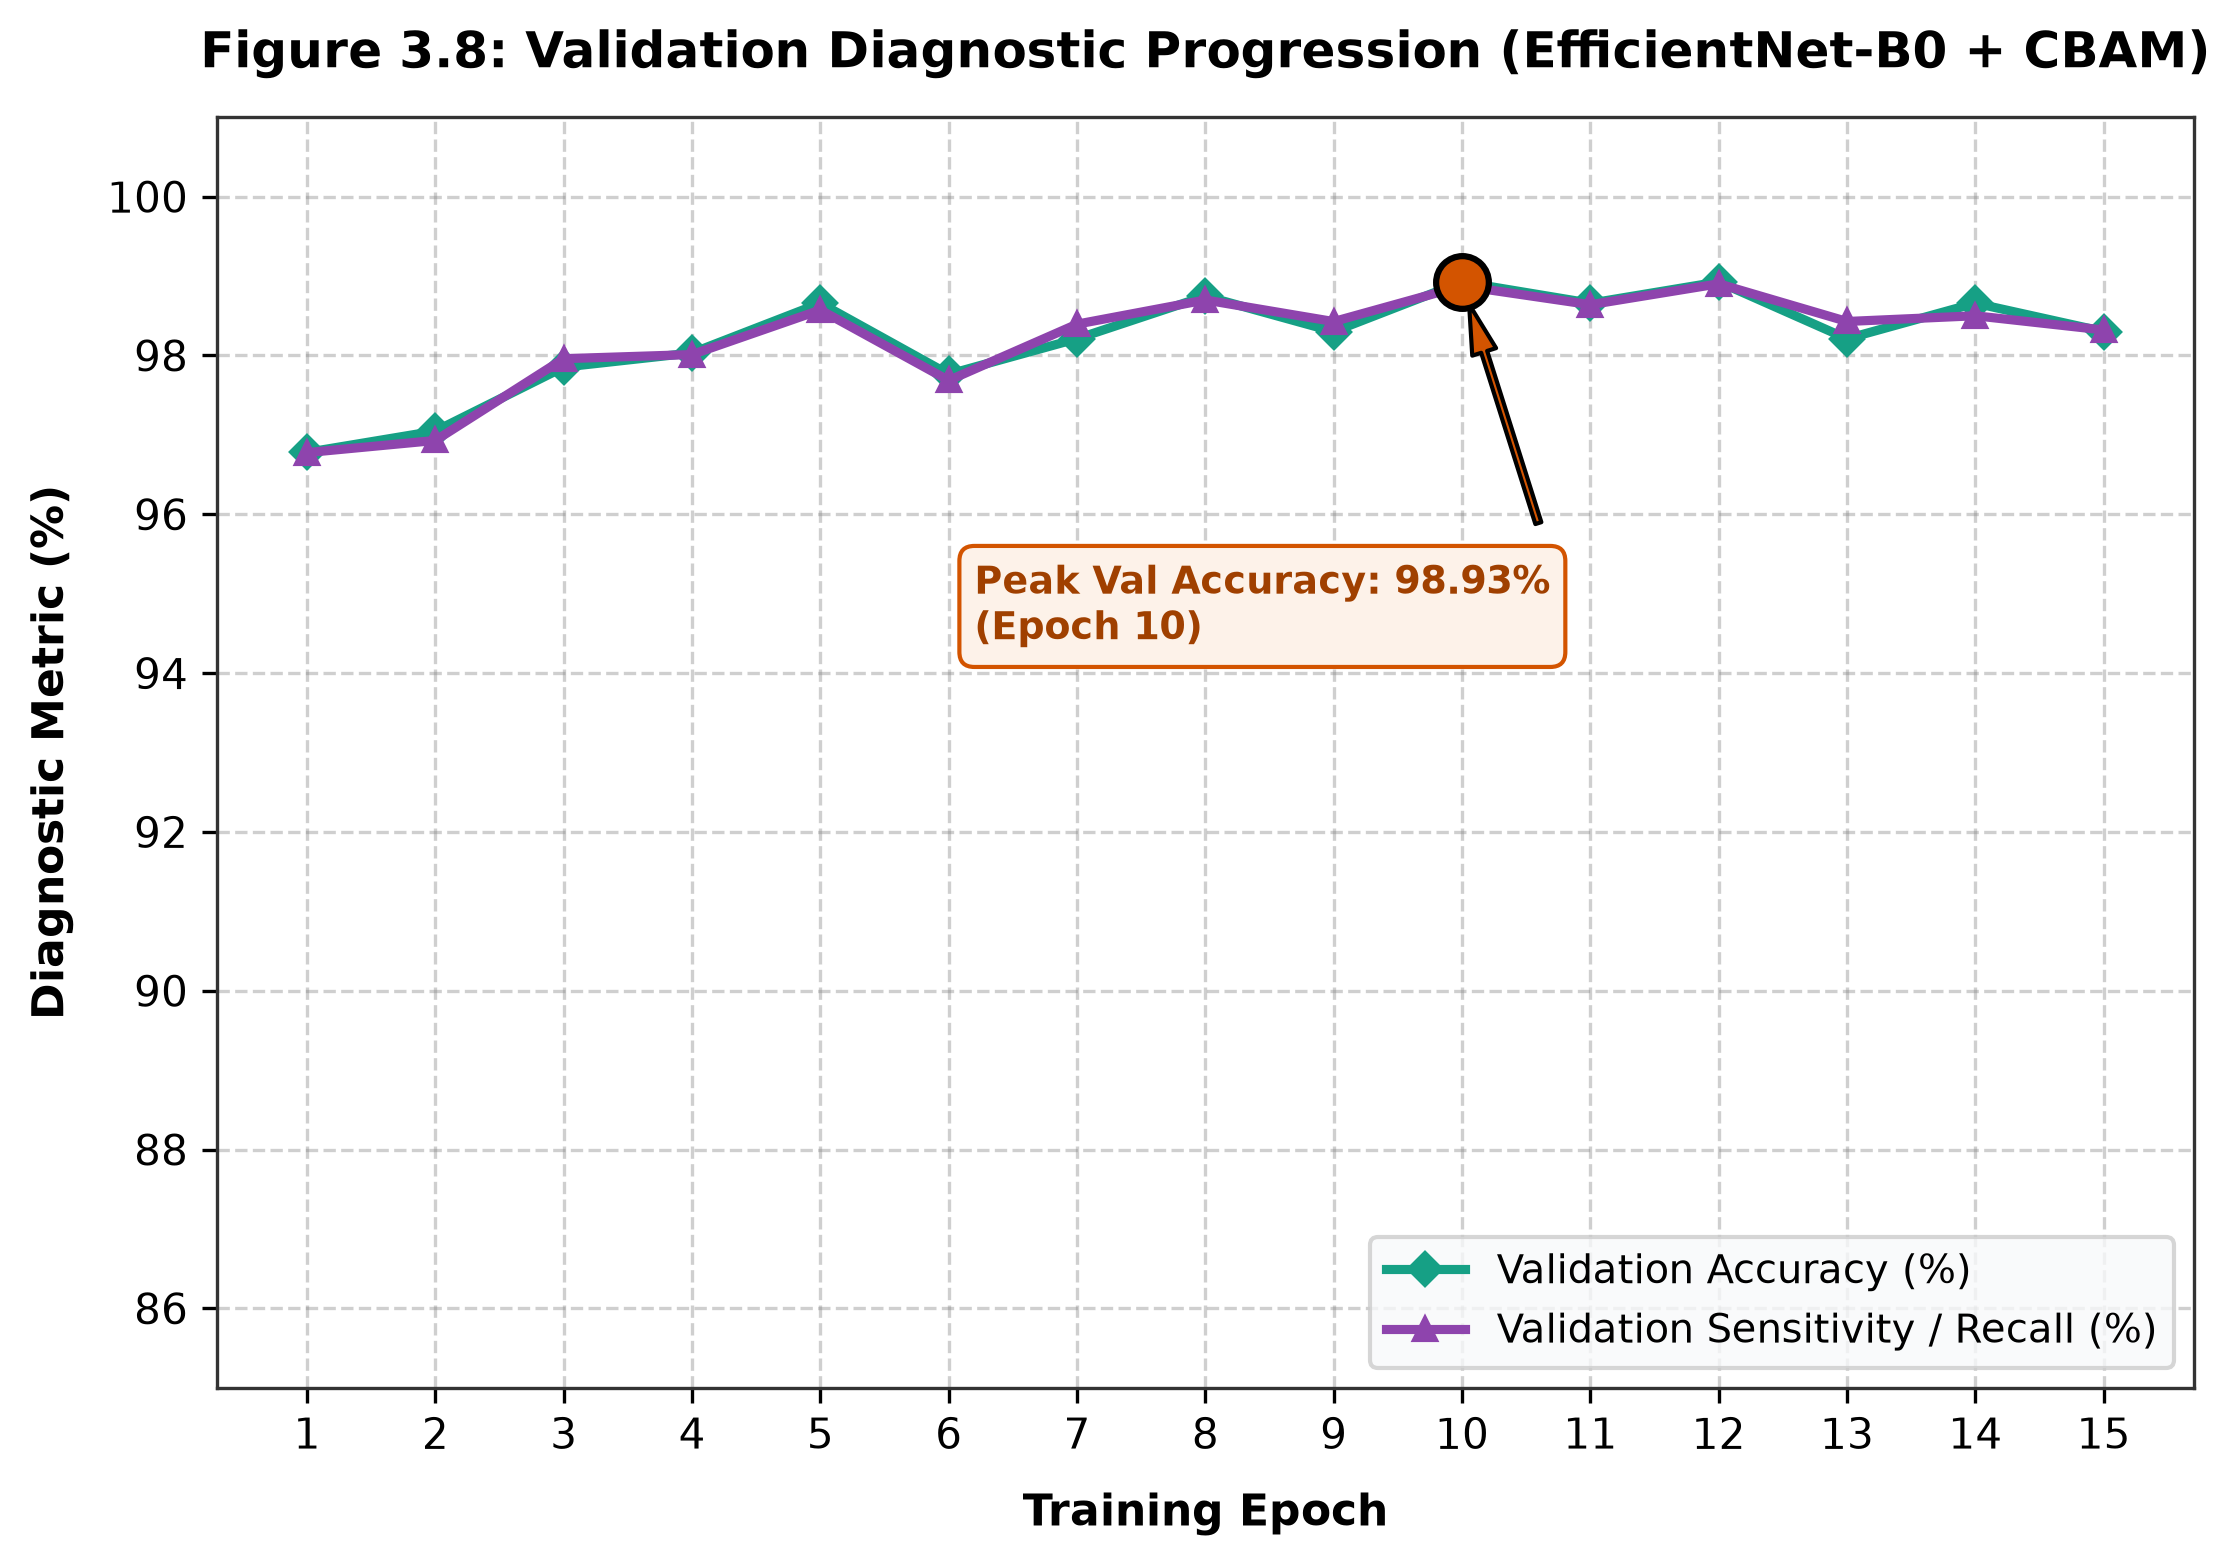 Figure 3.8: Validation Diagnostic Progression (EfficientNet-B0 + CBAM)
Diagnostic Metric (%)
100
98
96
94
92
90
88
86
Peak Val Accuracy: 98.93%
(Epoch 10)
Validation Accuracy (%)
Validation Sensitivity / Recall (%)
1 2 3 4 5 6 7 8 9 10 11 12 13 14 15
Training Epoch